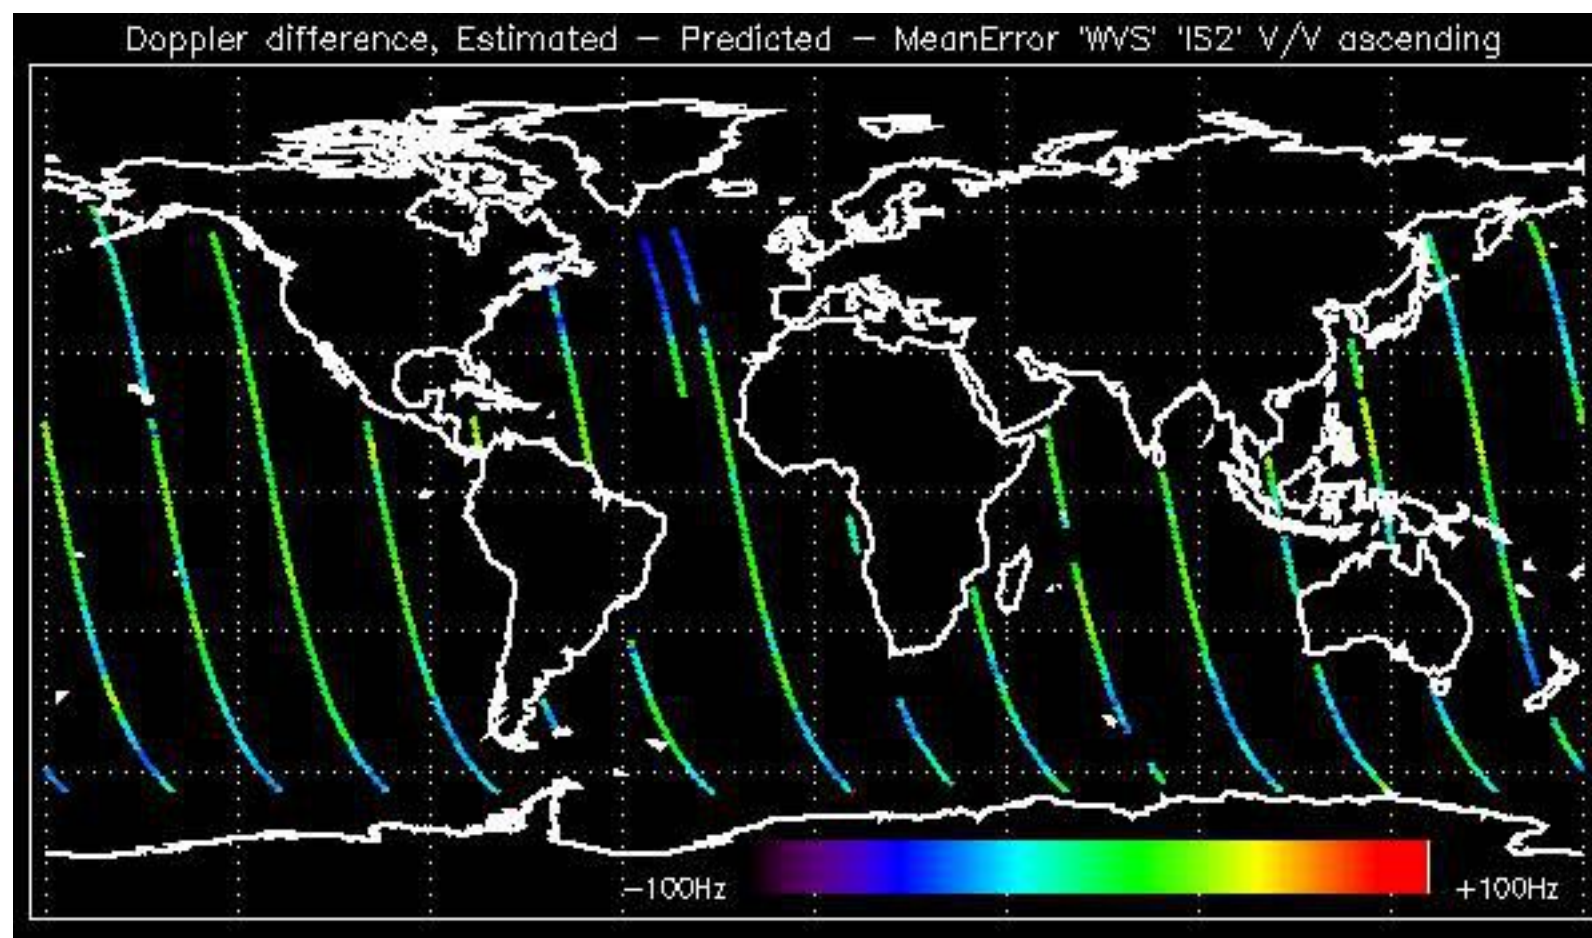 Doppler difference, Estimated - Predicted - MeanError 'WVS' 'IS2' V/V ascending
-100Hz
+100Hz